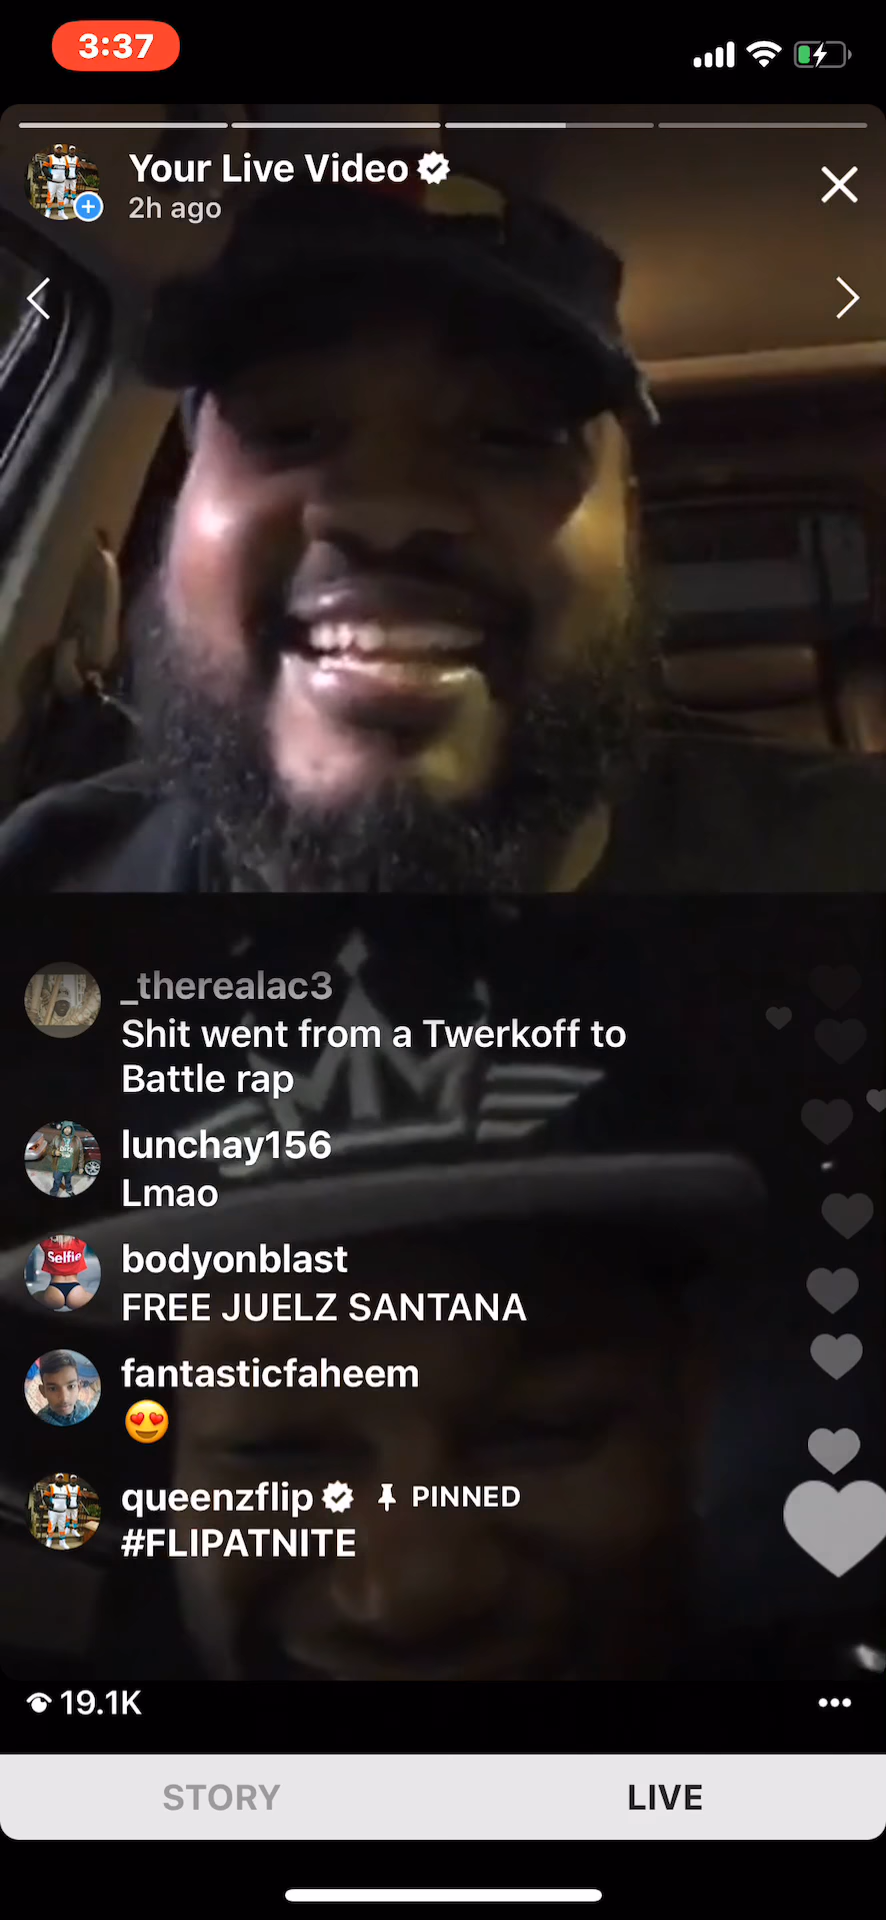 3:37
Your Live Video
2h ago
_therealac3
Shit went from a Twerkoff to
Battle rap
lunchay156
Lmao
Selfie
bodyonblast
FREE JUELZ SANTANA
fantasticfaheem
😍
queenzflip PINNED
#FLIPATNITE
19.1K
STORY LIVE